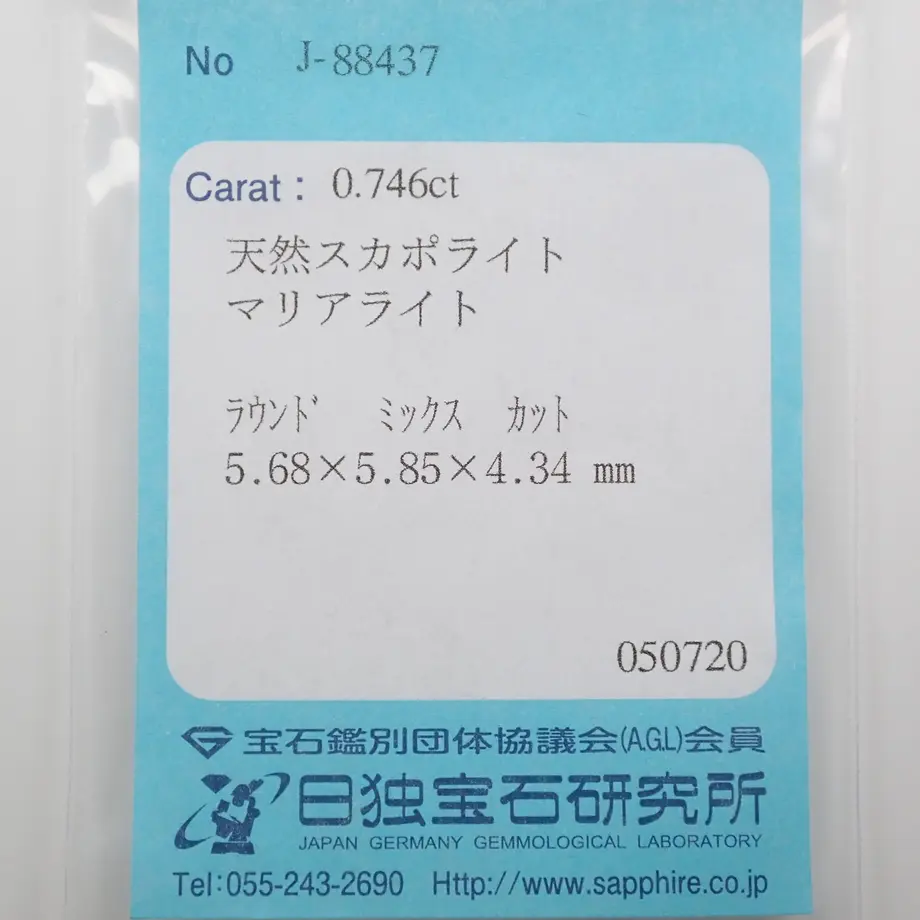 No J-88437
Carat : 0.746ct
天然スカポライト
マリアライト
ﾗｳﾝﾄﾞ ﾐｯｸｽ ｶｯﾄ
5.68×5.85×4.34 mm
050720
宝石鑑別団体協議会(A.G.L)会員
日独宝石研究所
JAPAN GERMANY GEMMOLOGICAL LABORATORY
Tel:055-243-2690 Http://www.sapphire.co.jp